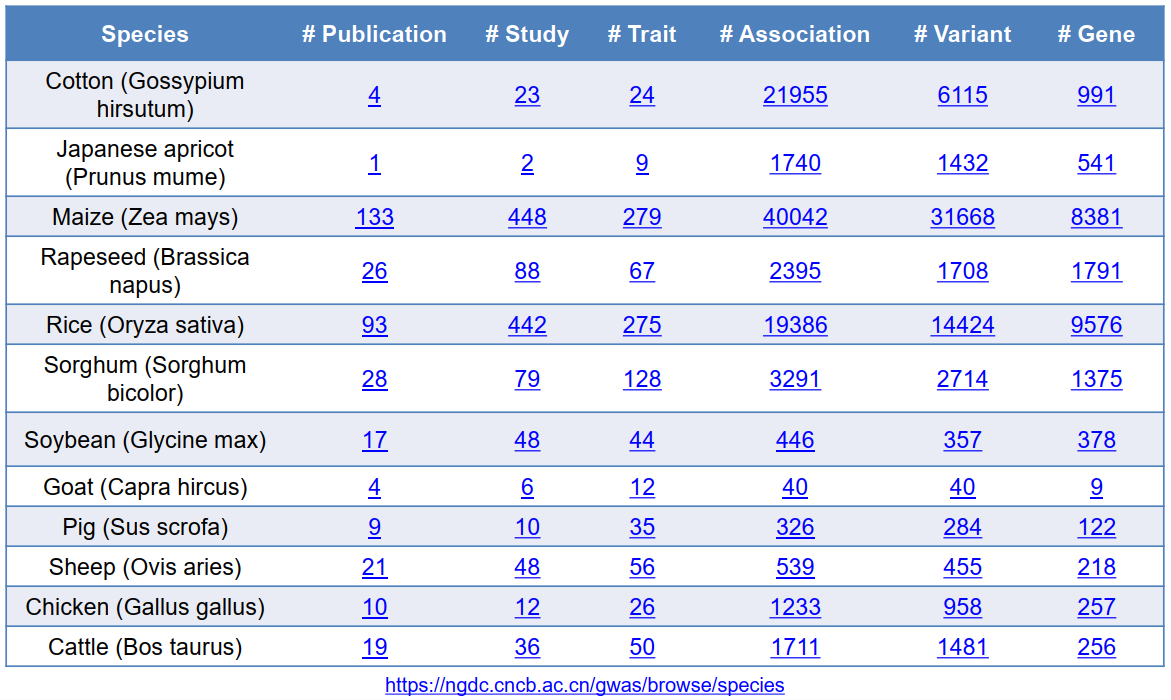 Species # Publication # Study # Trait # Association # Variant # Gene
Cotton (Gossypium
hirsutum) 4 23 24 21955 6115 991
Japanese apricot
(Prunus mume) 1 2 9 1740 1432 541
Maize (Zea mays) 133 448 279 40042 31668 8381
Rapeseed (Brassica
napus) 26 88 67 2395 1708 1791
Rice (Oryza sativa) 93 442 275 19386 14424 9576
Sorghum (Sorghum
bicolor) 28 79 128 3291 2714 1375
Soybean (Glycine max) 17 48 44 446 357 378
Goat (Capra hircus) 4 6 12 40 40 9
Pig (Sus scrofa) 9 10 35 326 284 122
Sheep (Ovis aries) 21 48 56 539 455 218
Chicken (Gallus gallus) 10 12 26 1233 958 257
Cattle (Bos taurus) 19 36 50 1711 1481 256
https://ngdc.cncb.ac.cn/gwas/browse/species